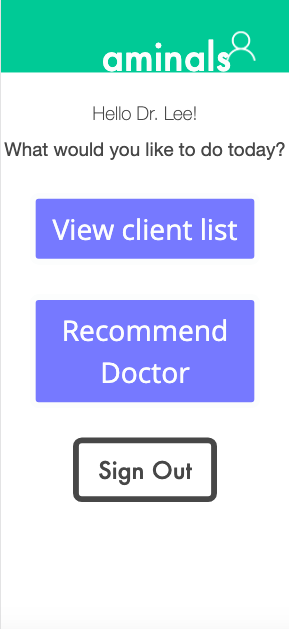 aminals
Hello Dr. Lee!
What would you like to do today?
View client list
Recommend
Doctor
Sign Out